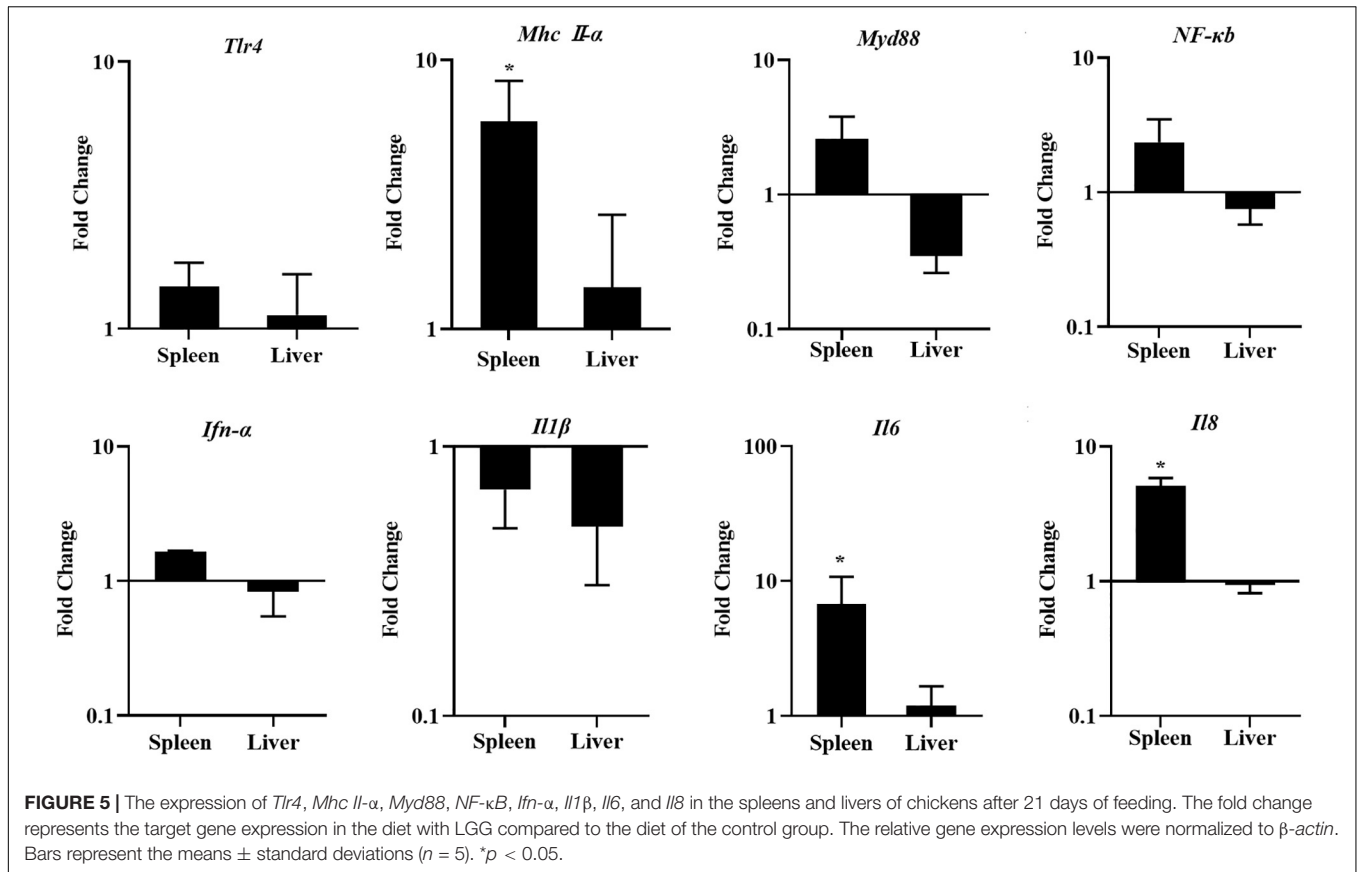 Tlr4
Mhc II-α
Myd88
NF-κb
10
1
Fold Change
Spleen
Liver
10
1
Fold Change
*
Spleen
Liver
10
1
0.1
Fold Change
Spleen
Liver
10
1
0.1
Fold Change
Spleen
Liver
Ifn-α
Il1β
Il6
Il8
10
1
0.1
Fold Change
Spleen
Liver
1
0.1
Fold Change
Spleen
Liver
100
10
1
Fold Change
*
Spleen
Liver
10
1
0.1
Fold Change
*
Spleen
Liver
FIGURE 5 | The expression of Tlr4, Mhc II-α, Myd88, NF-κB, Ifn-α, Il1β, Il6, and Il8 in the spleens and livers of chickens after 21 days of feeding. The fold change
represents the target gene expression in the diet with LGG compared to the diet of the control group. The relative gene expression levels were normalized to β-actin.
Bars represent the means ± standard deviations (n = 5). *p < 0.05.